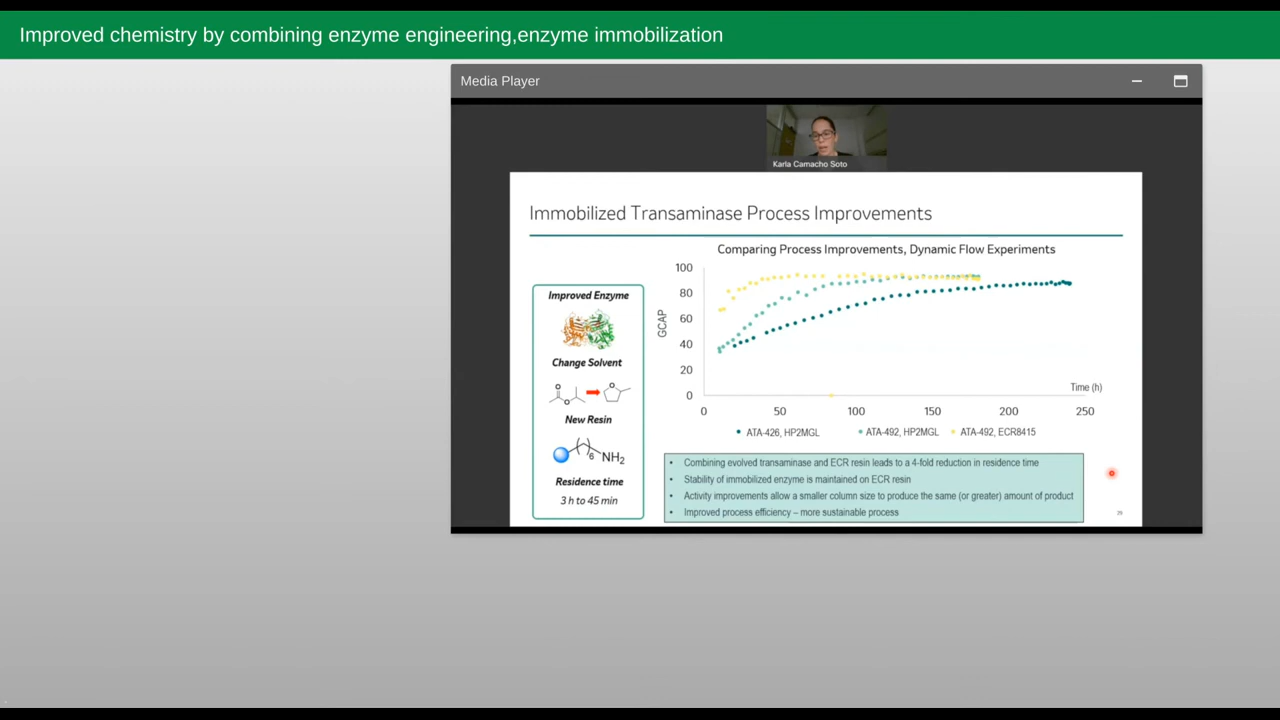 Improved chemistry by combining enzyme engineering,enzyme immobilization
Media Player
Karla Camacho Soto
Immobilized Transaminase Process Improvements
Comparing Process Improvements, Dynamic Flow Experiments
Improved Enzyme
Change Solvent
O
O
O
New Resin
6
NH2
Residence time
3 h to 45 min
GCAP
100
80
60
40
20
0
Time (h)
0 50 100 150 200 250
ATA-426, HP2MGL ATA-492, HP2MGL ATA-492, ECR8415
• Combining evolved transaminase and ECR resin leads to a 4-fold reduction in residence time
• Stability of immobilized enzyme is maintained on ECR resin
• Activity improvements allow a smaller column size to produce the same (or greater) amount of product
• Improved process efficiency – more sustainable process